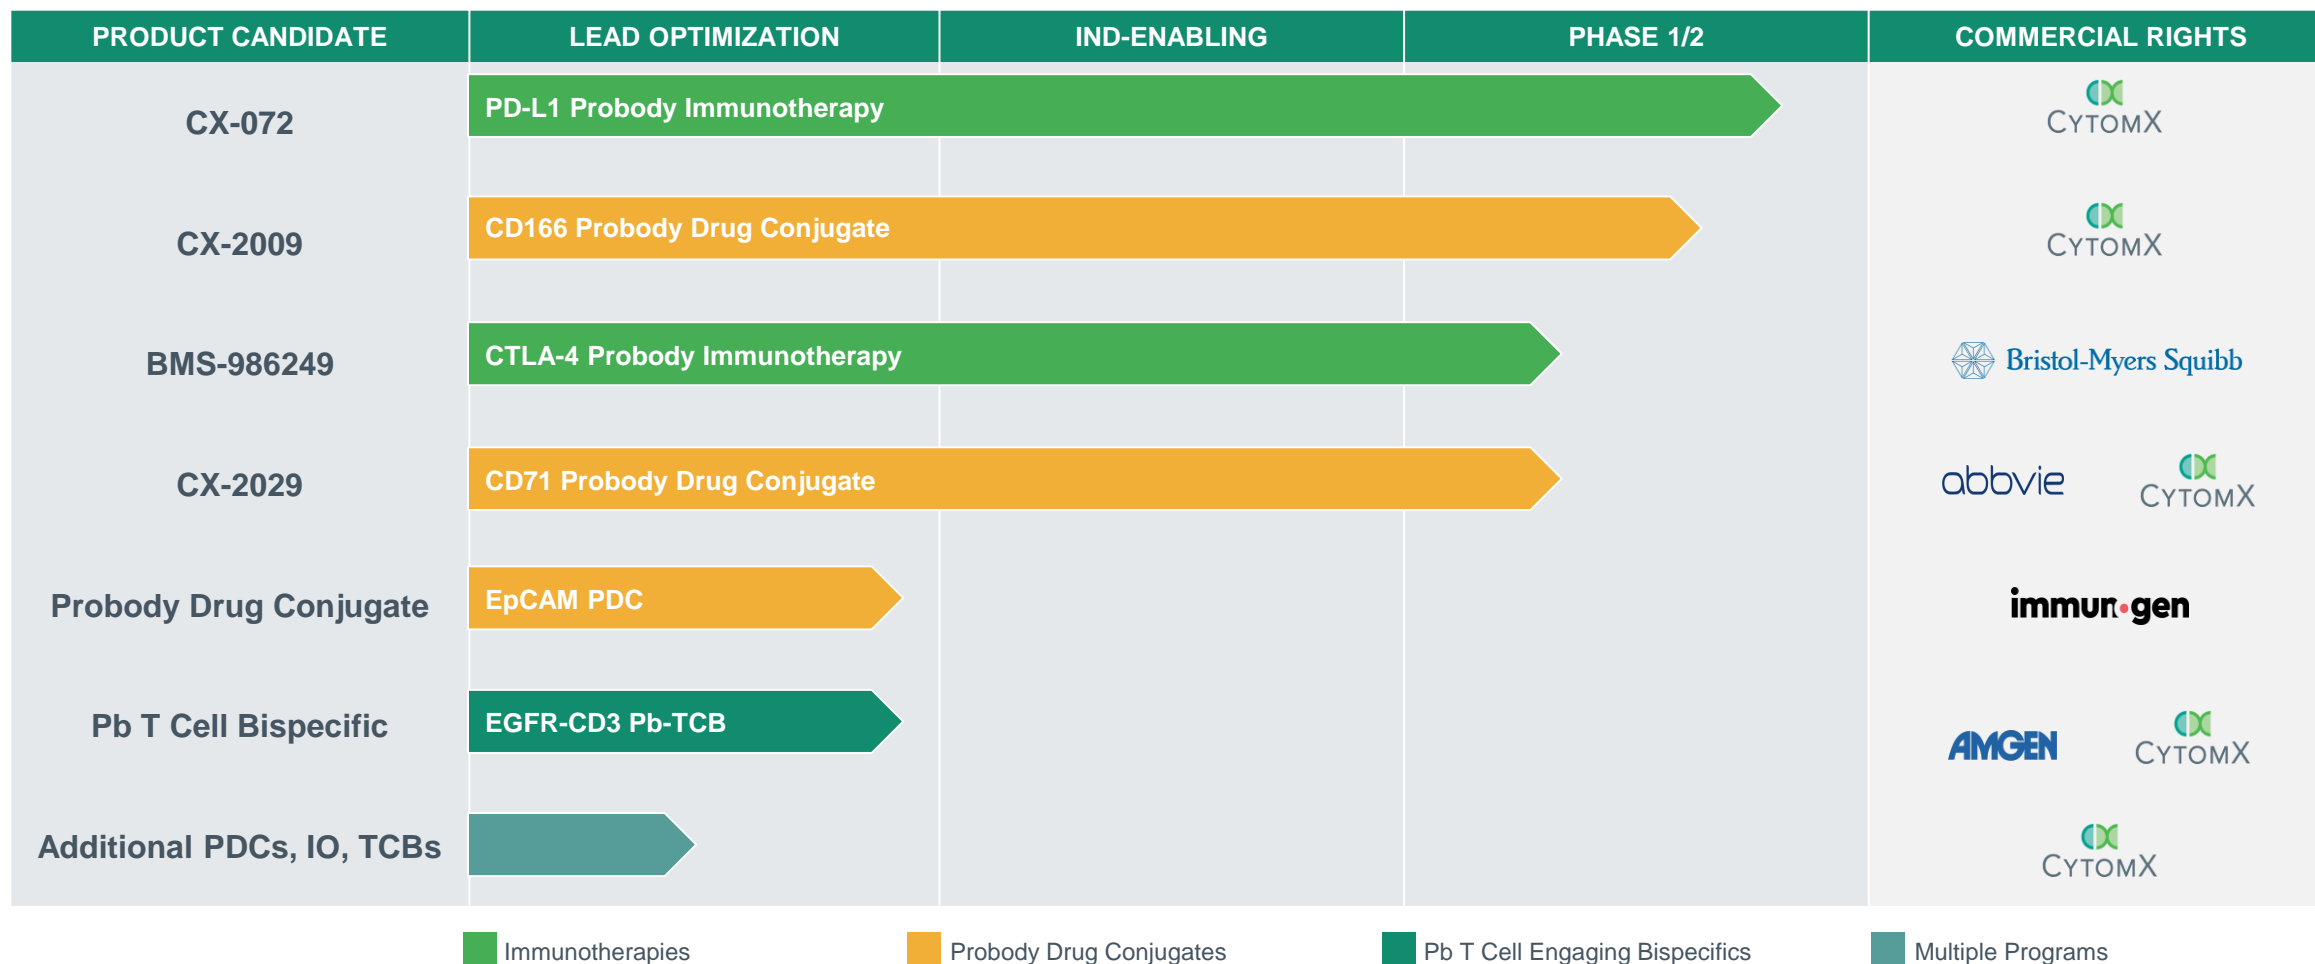 PRODUCT CANDIDATE LEAD OPTIMIZATION IND-ENABLING PHASE 1/2 COMMERCIAL RIGHTS
CX-072 PD-L1 Probody Immunotherapy CYTOMX
CX-2009 CD166 Probody Drug Conjugate CYTOMX
BMS-986249 CTLA-4 Probody Immunotherapy Bristol-Myers Squibb
CX-2029 CD71 Probody Drug Conjugate abbvie CYTOMX
Probody Drug Conjugate EpCAM PDC immunogen
Pb T Cell Bispecific EGFR-CD3 Pb-TCB AMGEN CYTOMX
Additional PDCs, IO, TCBs CYTOMX
Immunotherapies Probody Drug Conjugates Pb T Cell Engaging Bispecifics Multiple Programs